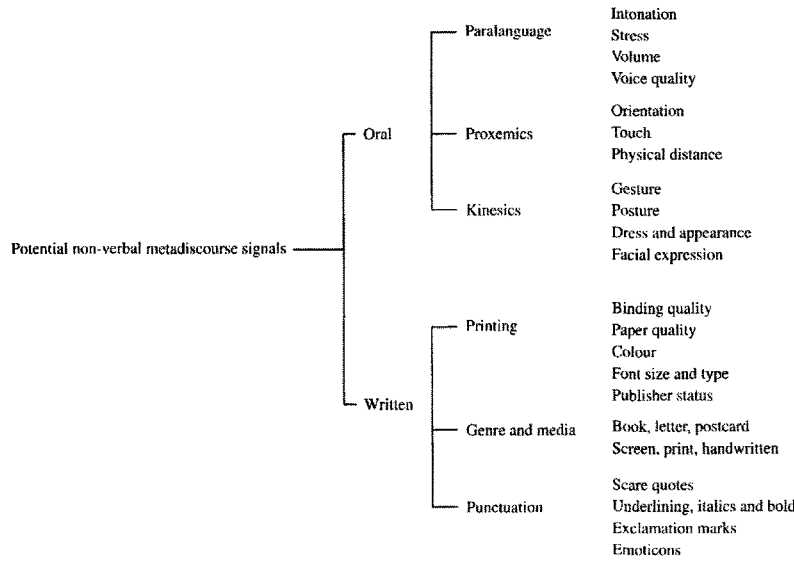 Potential non-verbal metadiscourse signals
Oral
Paralanguage
Intonation
Stress
Volume
Voice quality
Proxemics
Orientation
Touch
Physical distance
Kinesics
Gesture
Posture
Dress and appearance
Facial expression
Written
Printing
Binding quality
Paper quality
Colour
Font size and type
Publisher status
Genre and media
Book, letter, postcard
Screen, print, handwritten
Punctuation
Scare quotes
Underlining, italics and bold
Exclamation marks
Emoticons